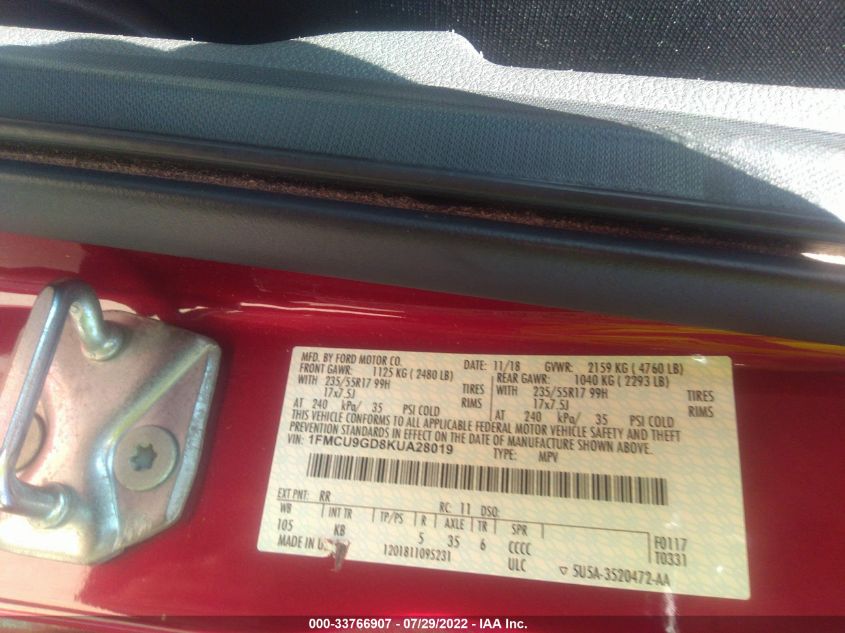 MFD. BY FORD MOTOR CO. DATE: 11/18 GVWR: 2159 KG ( 4760 LB)
FRONT GAWR: 1125 KG ( 2480 LB) REAR GAWR: 1040 KG ( 2293 LB)
WITH 235/55R17 99H TIRES WITH 235/55R17 99H TIRES
17x7.5J RIMS 17x7.5J RIMS
AT 240 kPa/ 35 PSI COLD AT 240 kPa/ 35 PSI COLD
THIS VEHICLE CONFORMS TO ALL APPLICABLE FEDERAL MOTOR VEHICLE SAFETY AND THEFT
PREVENTION STANDARDS IN EFFECT ON THE DATE OF MANUFACTURE SHOWN ABOVE.
VIN: 1FMCU9GD8KUA28019 TYPE: MPV
EXT PNT: RR RC: 11 DSO:
WB INT TR TP/PS R AXLE TR SPR
105 KB 5 35 6 CCCC F0117
MADE IN 1201811095231 ULC T0331
▽ 5U5A-3520472-AA
000-33766907 / 07/29/2022 - IAA Inc.